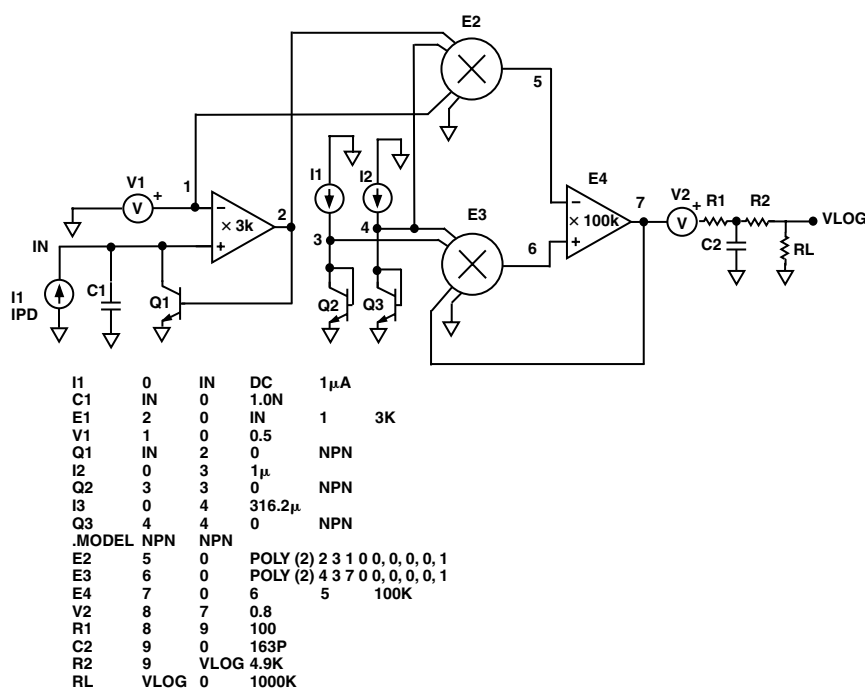 E2
5
I1
I2
E4
V1
1
V
+
–
× 3k
+
2
IN
I1
IPD
C1
Q1
3
4
E3
Q2
Q3
6
–
× 100k
+
7
V2
V
+
R1
R2
C2
VLOG
RL
I1 0 IN DC 1µA
C1 IN 0 1.0N
E1 2 0 IN 1 3K
V1 1 0 0.5
Q1 IN 2 0 NPN
I2 0 3 1µ
Q2 3 3 0 NPN
I3 0 4 316.2µ
Q3 4 4 0 NPN
.MODEL NPN NPN
E2 5 0 POLY (2) 2 3 1 0 0, 0, 0, 0, 1
E3 6 0 POLY (2) 4 3 7 0 0, 0, 0, 0, 1
E4 7 0 6 5 100K
V2 8 7 0.8
R1 8 9 100
C2 9 0 163P
R2 9 VLOG 4.9K
RL VLOG 0 1000K